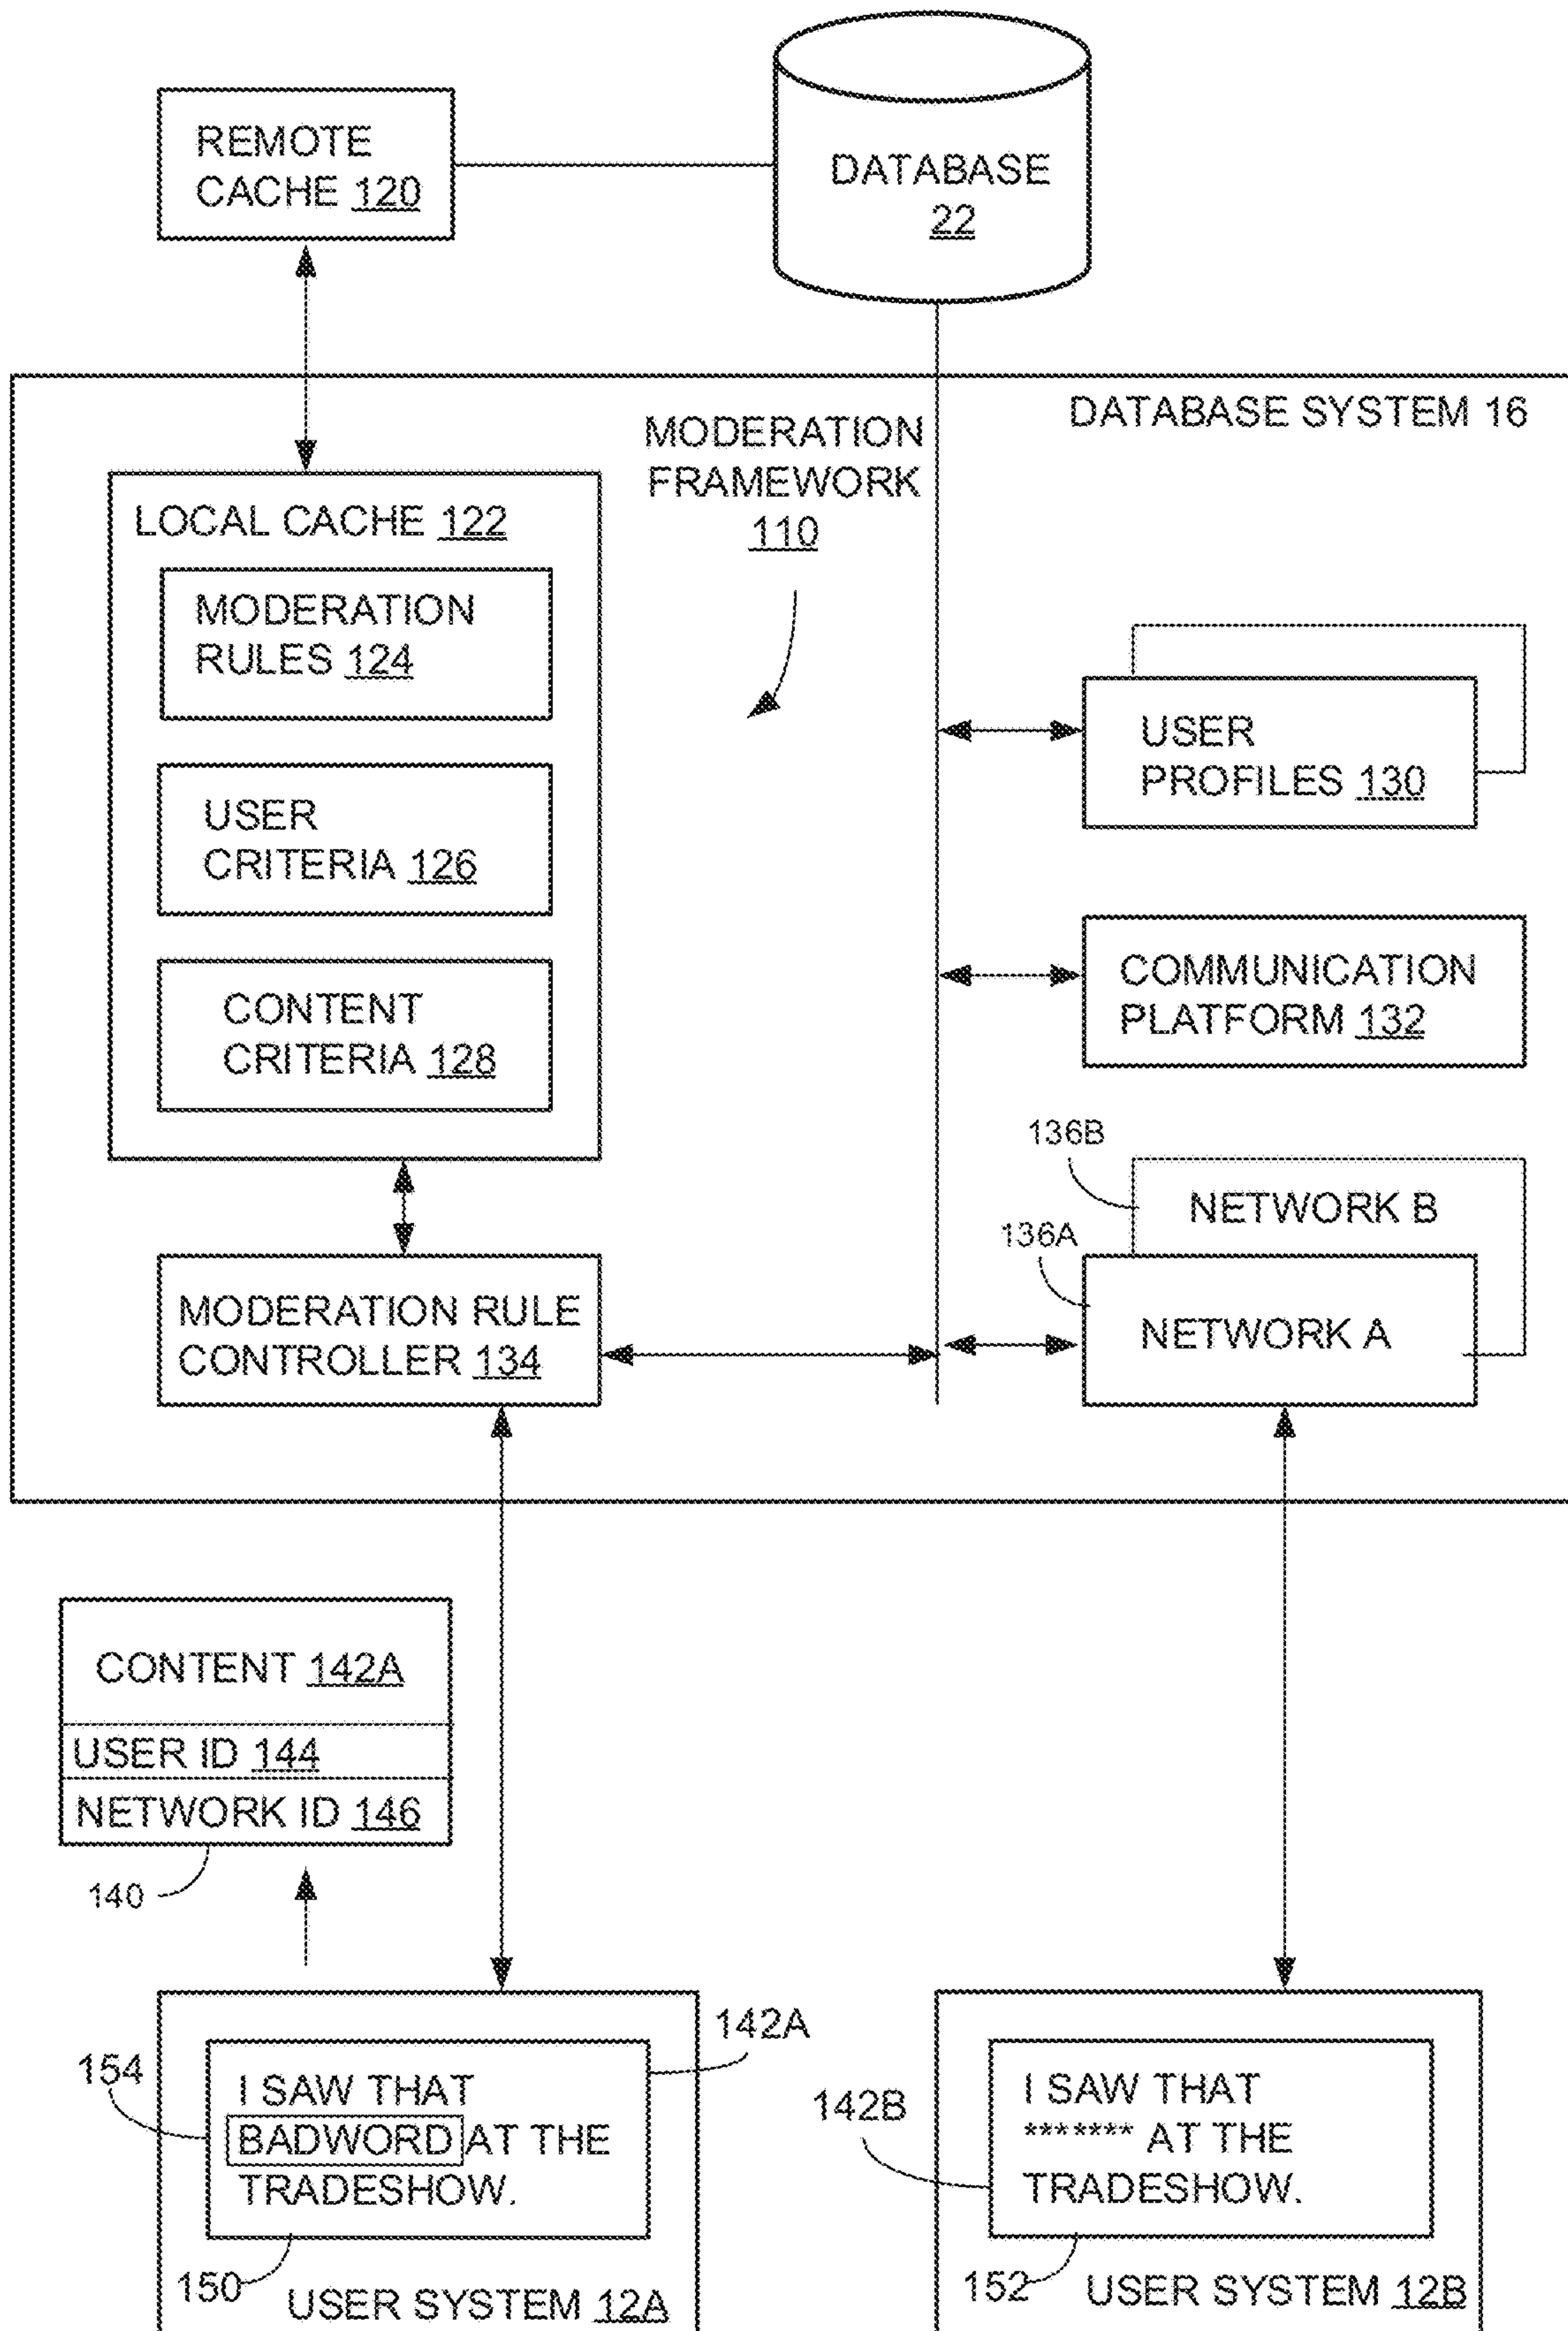 REMOTE
CACHE 120
DATABASE
22
DATABASE SYSTEM 16
MODERATION
FRAMEWORK
110
LOCAL CACHE 122
MODERATION
RULES 124
USER
CRITERIA 126
CONTENT
CRITERIA 128
USER
PROFILES 130
COMMUNICATION
PLATFORM 132
136B
NETWORK B
136A
NETWORK A
MODERATION RULE
CONTROLLER 134
CONTENT 142A
USER ID 144
NETWORK ID 146
140
142A
154
I SAW THAT
BADWORD AT THE
TRADESHOW.
150
USER SYSTEM 12A
142B
I SAW THAT
******* AT THE
TRADESHOW.
152
USER SYSTEM 12B